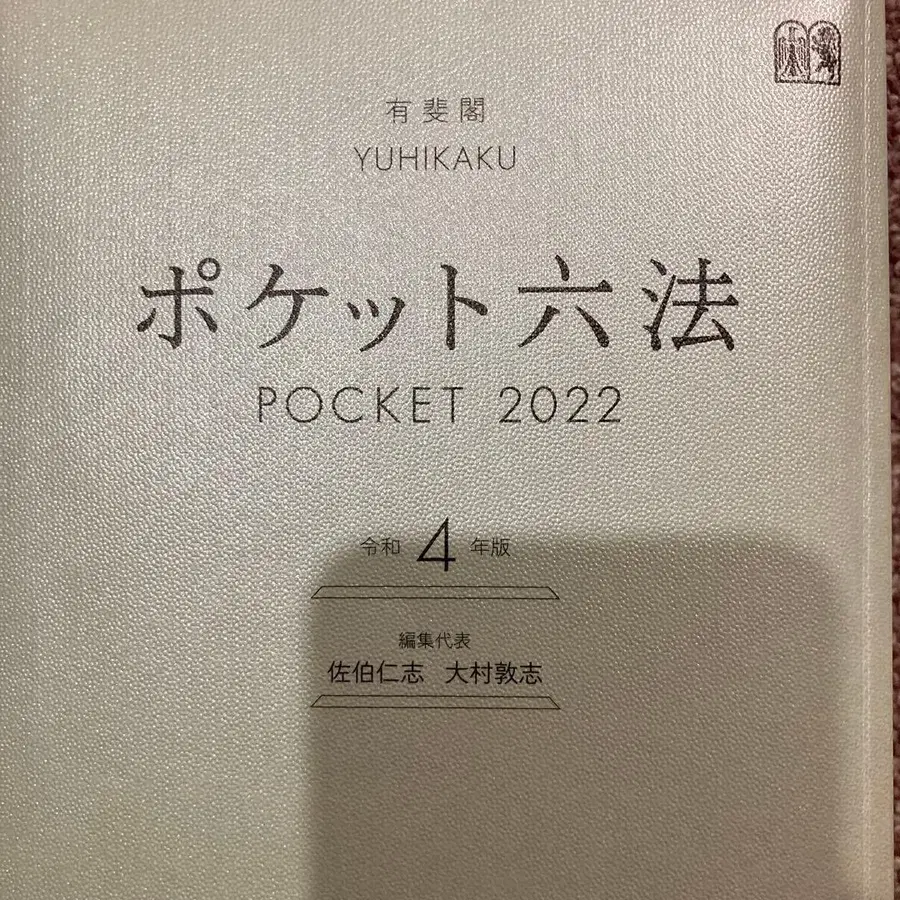 有斐閣
YUHIKAKU
ポケット六法
POCKET 2022
令和4年版
編集代表
佐伯仁志 大村敦志